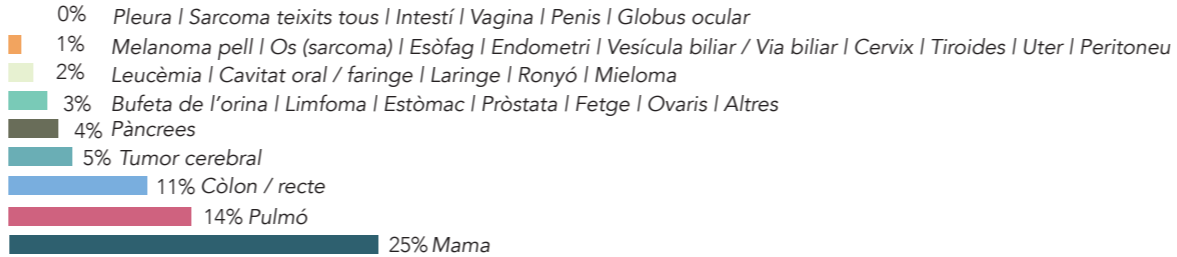 0% Pleura | Sarcoma teixits tous | Intestí | Vagina | Penis | Globus ocular
1% Melanoma pell | Os (sarcoma) | Esòfag | Endometri | Vesícula biliar / Via biliar | Cervix | Tiroides | Uter | Peritoneu
2% Leucèmia | Cavitat oral / faringe | Laringe | Ronyó | Mieloma
3% Bufeta de l’orina | Limfoma | Estòmac | Pròstata | Fetge | Ovaris | Altres
4% Pàncrees
5% Tumor cerebral
11% Còlon / recte
14% Pulmó
25% Mama